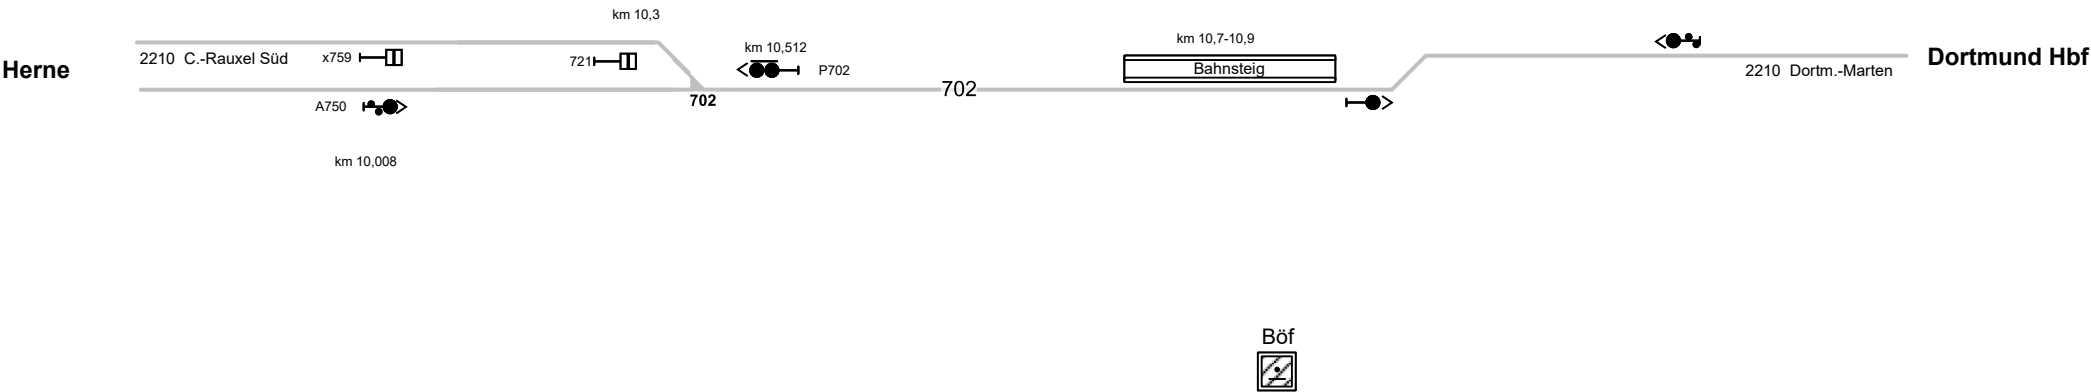 km 10,3
km 10,512
km 10,7-10,9
Herne
2210 C.-Rauxel Süd
x759
721
P702
Bahnsteig
2210 Dortm.-Marten
Dortmund Hbf
702
702
A750
km 10,008
Böf